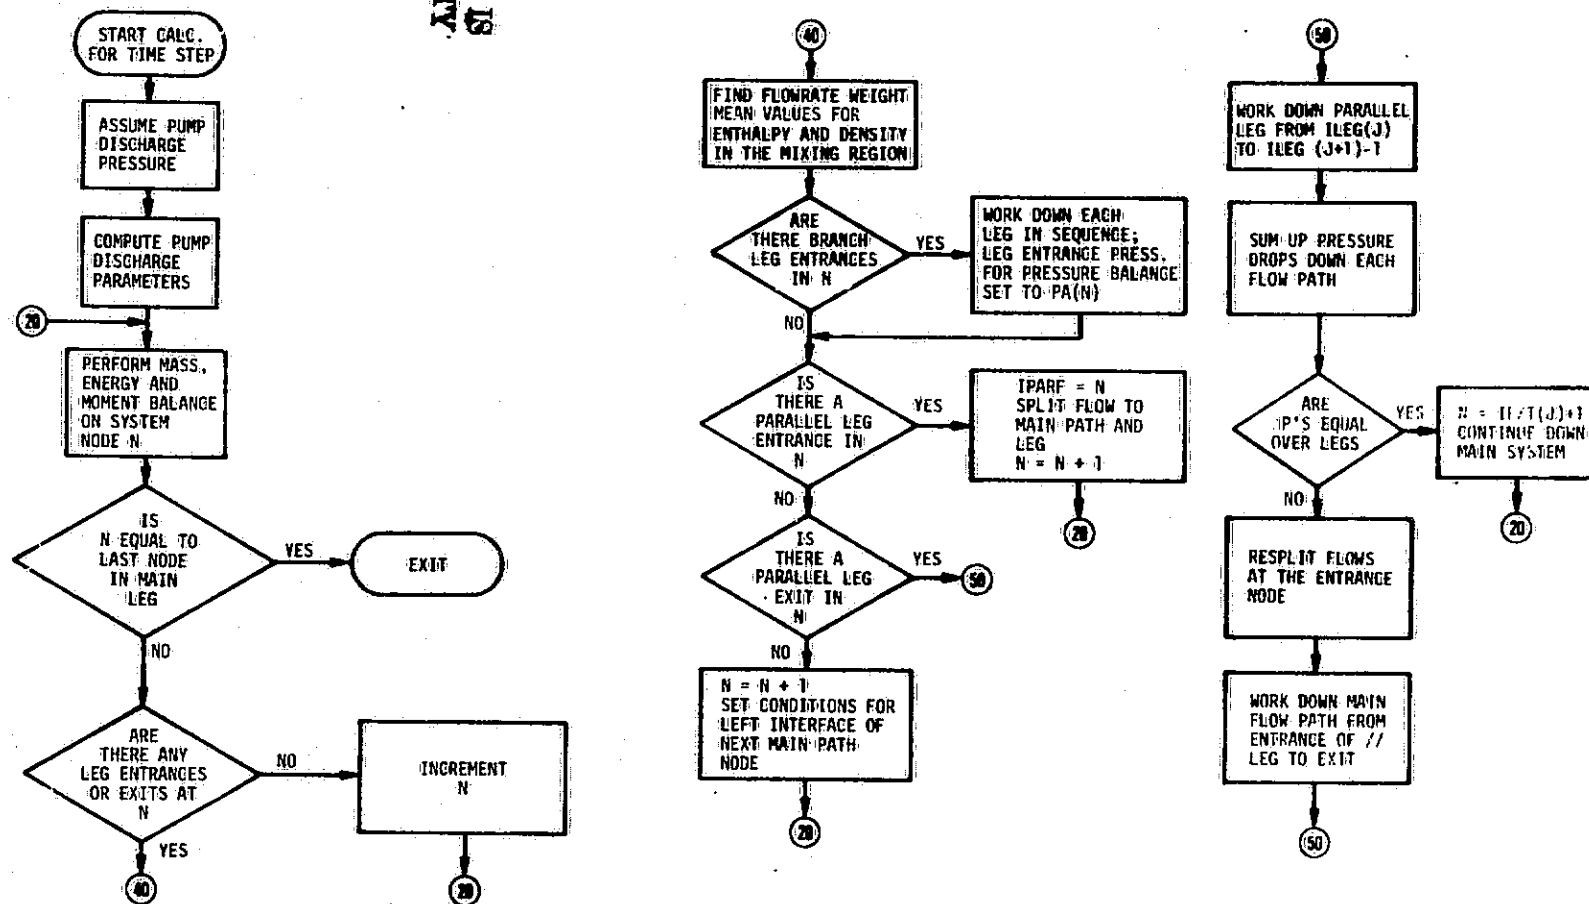 IS
START CALC.
FOR TIME STEP
ASSUME PUMP
DISCHARGE
PRESSURE
COMPUTE PUMP
DISCHARGE
PARAMETERS
20
PERFORM MASS,
ENERGY AND
MOMENT BALANCE
ON SYSTEM
NODE N
IS
N EQUAL TO
LAST NODE
IN MAIN
LEG
YES
EXIT
NO
ARE
THERE ANY
LEG ENTRANCES
OR EXITS AT
N
NO
INCREMENT
N
20
YES
40
40
FIND FLOWRATE WEIGHT
MEAN VALUES FOR
ENTHALPY AND DENSITY
IN THE MIXING REGION
ARE
THERE BRANCH
LEG ENTRANCES
IN N
YES
WORK DOWN EACH
LEG IN SEQUENCE;
LEG ENTRANCE PRESS.
FOR PRESSURE BALANCE
SET TO PA(N)
NO
IS
THERE A
PARALLEL LEG
ENTRANCE IN
N
YES
IPARF = N
SPLIT FLOW TO
MAIN PATH AND
LEG
N = N + 1
20
NO
IS
THERE A
PARALLEL LEG
EXIT IN
N
YES
50
NO
N = N + 1
SET CONDITIONS FOR
LEFT INTERFACE OF
NEXT MAIN PATH
NODE
20
50
WORK DOWN PARALLEL
LEG FROM ILEG(J)
TO ILEG (J+1)-1
SUM UP PRESSURE
DROPS DOWN EACH
FLOW PATH
ARE
P'S EQUAL
OVER LEGS
YES
N =
CONTINUE DOWN
MAIN SYSTEM
20
NO
RESPLIT FLOWS
AT THE ENTRANCE
NODE
WORK DOWN MAIN
FLOW PATH FROM
ENTRANCE OF //
LEG TO EXIT
50